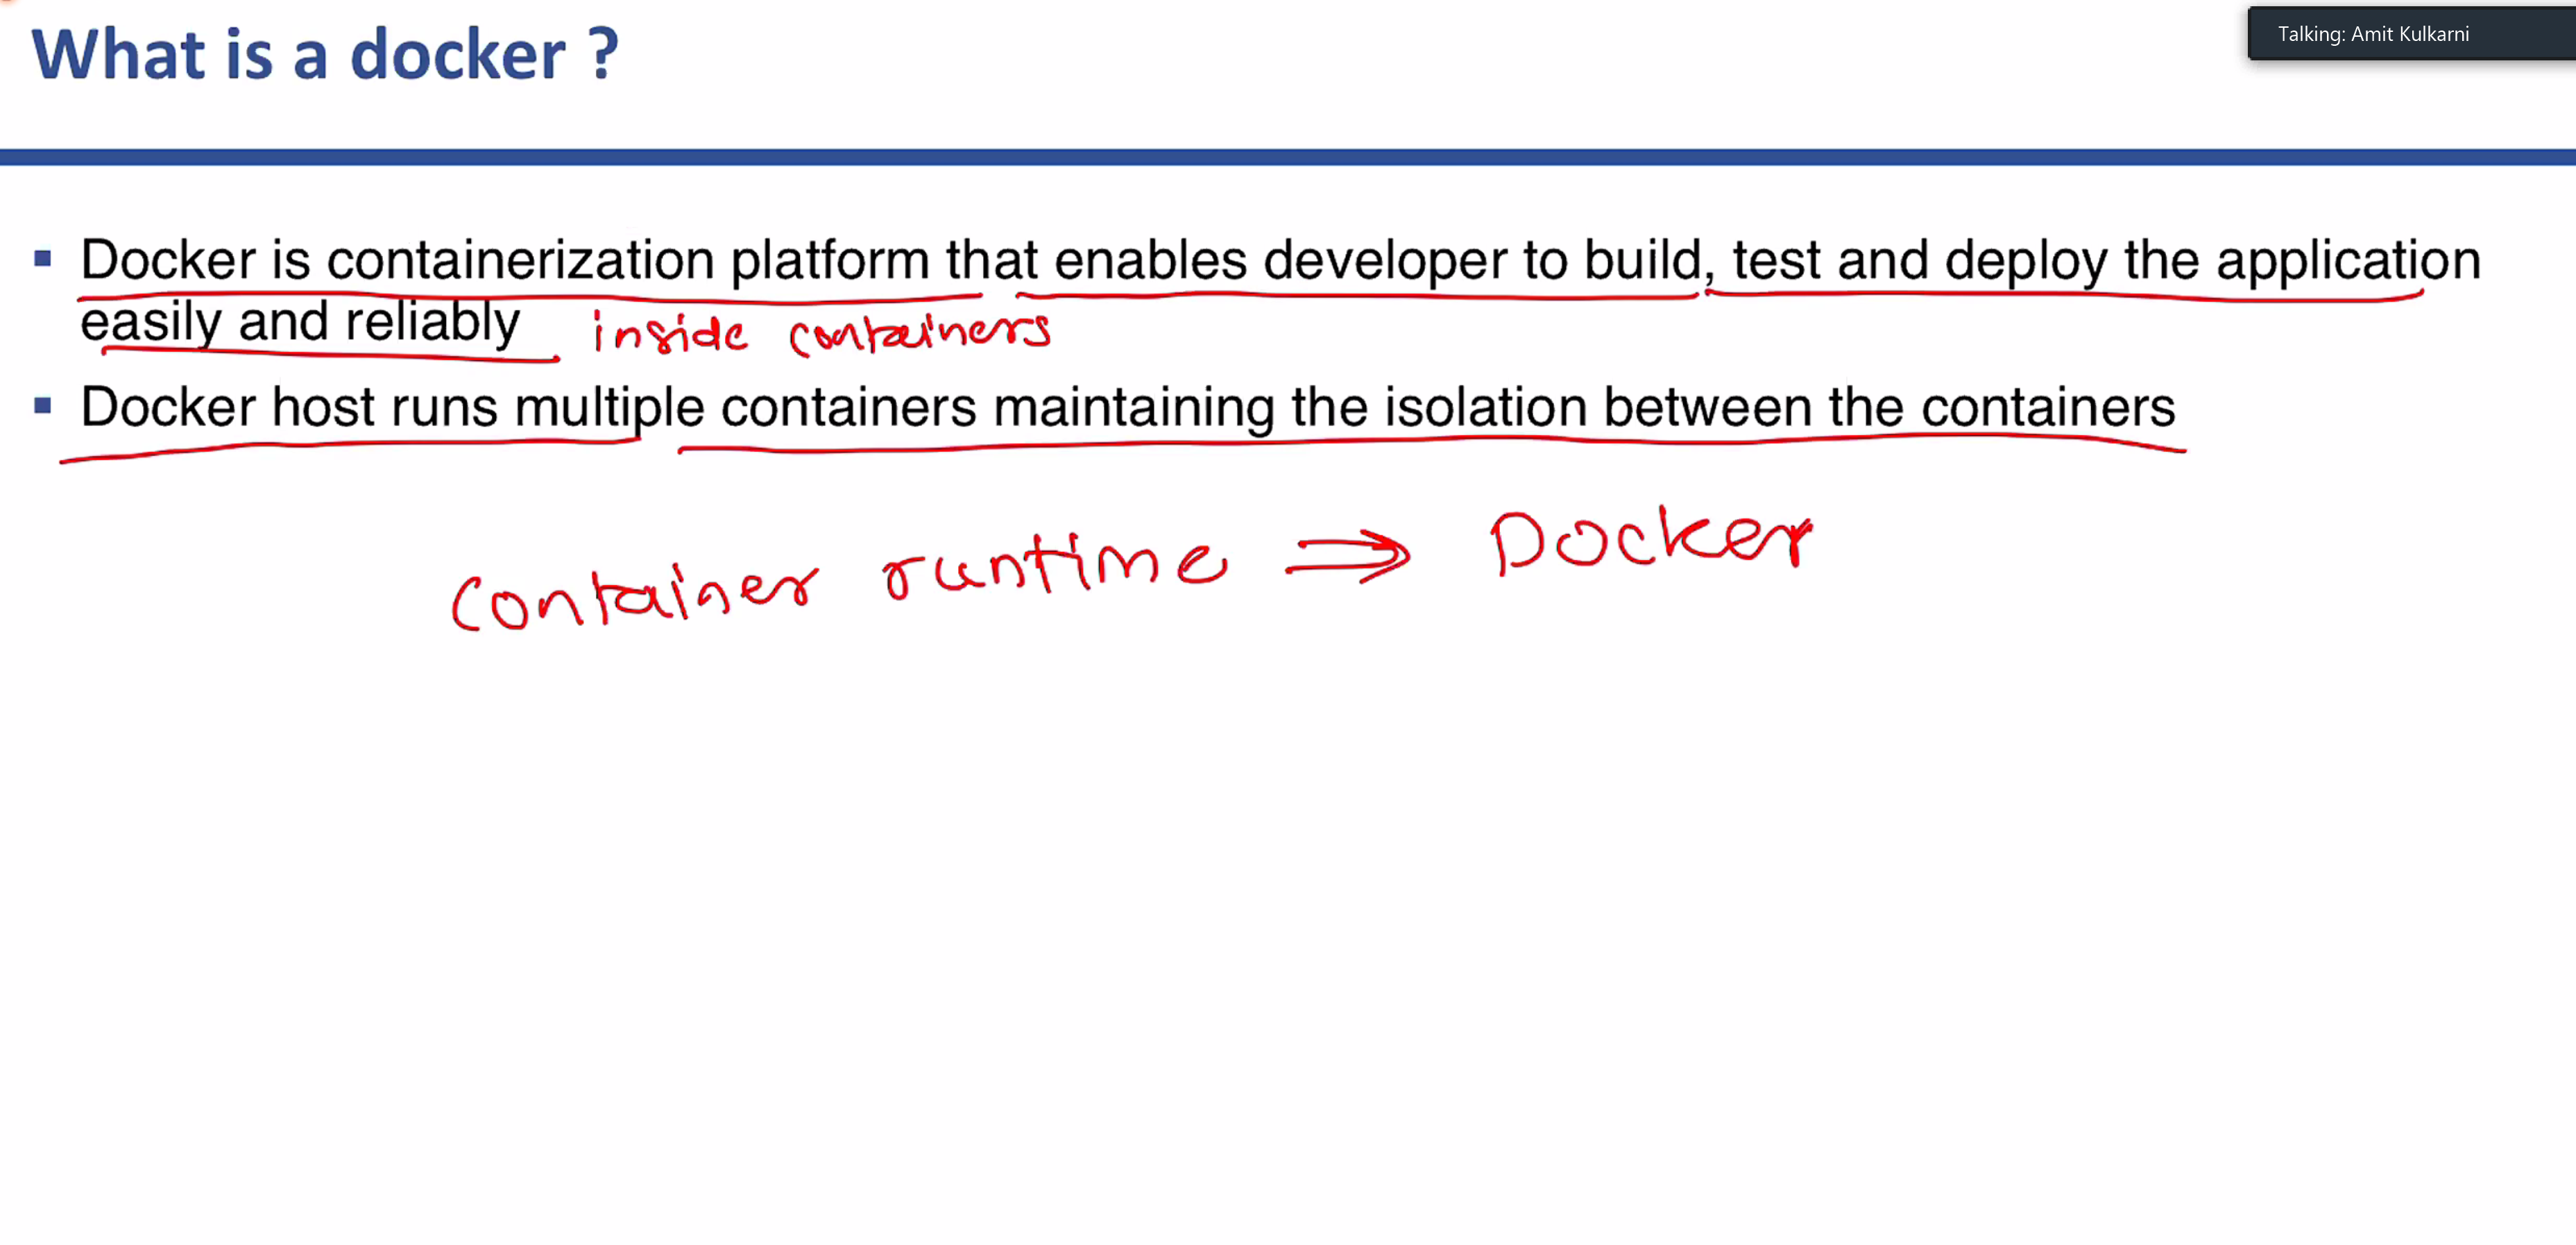 What is a docker ?
Talking: Amit Kulkarni
Docker is containerization platform that enables developer to build, test and deploy the application
easily and reliably inside containers
Docker host runs multiple containers maintaining the isolation between the containers
container runtime ⇒ Docker